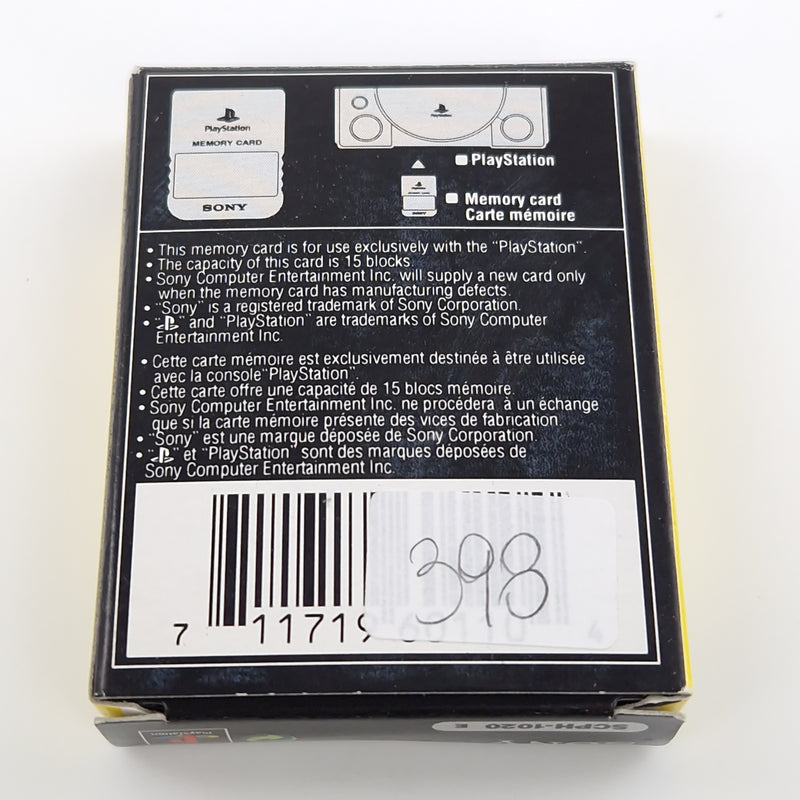 PlayStation
MEMORY CARD
SONY
PlayStation
PlayStation
Memory card
Carte mémoire
• This memory card is for use exclusively with the "PlayStation".
• The capacity of this card is 15 blocks.
• Sony Computer Entertainment Inc. will supply a new card only
when the memory card has manufacturing defects.
• "Sony" is a registered trademark of Sony Corporation.
• " " and "PlayStation" are trademarks of Sony Computer
Entertainment Inc.
• Cette carte mémoire est exclusivement destinée à être utilisée
avec la console"PlayStation".
• Cette carte offre une capacité de 15 blocs mémoire.
• Sony Computer Entertainment Inc. ne procédera à un échange
que si la carte mémoire présente des vices de fabrication.
• "Sony" est une marque déposée de Sony Corporation.
• " " et "PlayStation" sont des marques déposées de
Sony Computer Entertainment Inc.
398
7 11719 60110 4
SCPH-1020 E
PlayStation